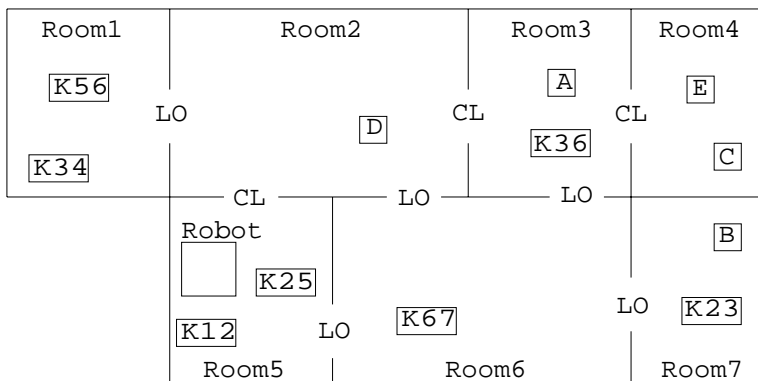 Room1 Room2 Room3 Room4
K56 A E
LO CL CL
D K36
K34 C
CL LO LO
Robot B
K25
K12 LO K67 LO K23
Room5 Room6 Room7